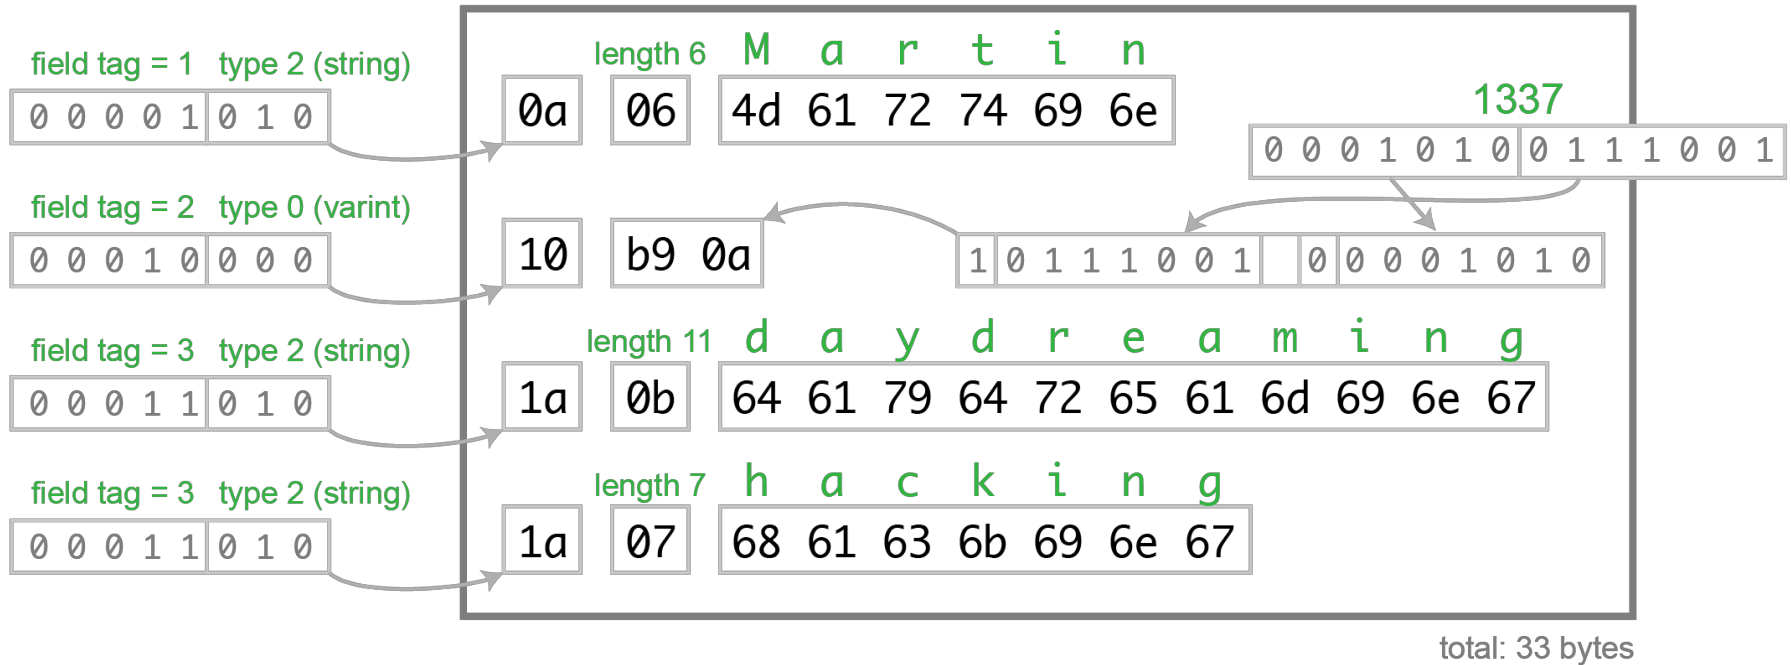 length 6 M a r t i n
field tag = 1 type 2 (string)
0 0 0 0 1 0 1 0
0a 06 4d 61 72 74 69 6e
1337
0 0 0 1 0 1 0 0 1 1 1 0 0 1
field tag = 2 type 0 (varint)
0 0 0 1 0 0 0 0
10 b9 0a
1 0 1 1 1 0 0 1 0 0 0 0 1 0 1 0
length 11 d a y d r e a m i n g
field tag = 3 type 2 (string)
0 0 0 1 1 0 1 0
1a 0b 64 61 79 64 72 65 61 6d 69 6e 67
length 7 h a c k i n g
field tag = 3 type 2 (string)
0 0 0 1 1 0 1 0
1a 07 68 61 63 6b 69 6e 67
total: 33 bytes